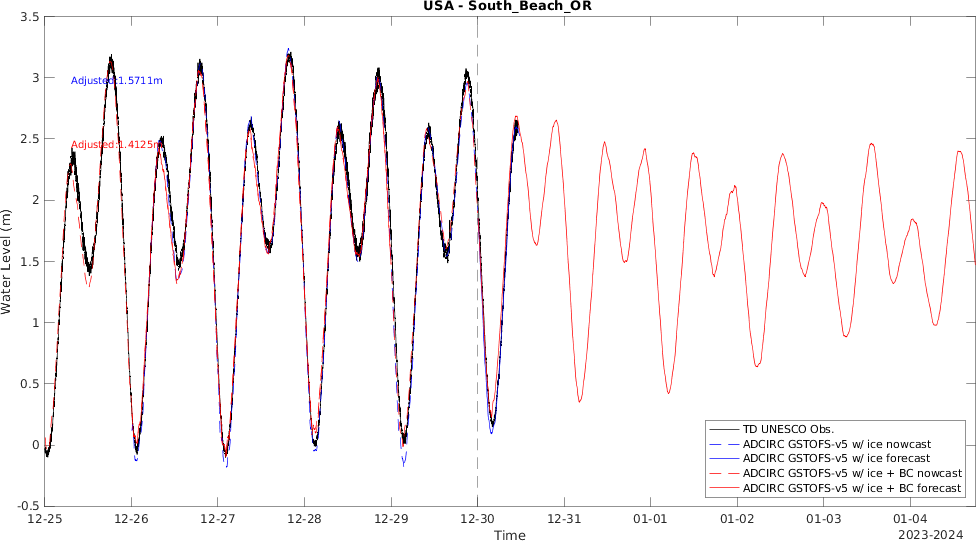 USA - South_Beach_OR
3.5
3
2.5
2
1.5
1
0.5
0
-0.5
Water Level (m)
Adjusted:1.5711m
Adjusted:1.4125m
TD UNESCO Obs.
ADCIRC GSTOFS-v5 w/ ice nowcast
ADCIRC GSTOFS-v5 w/ ice forecast
ADCIRC GSTOFS-v5 w/ ice + BC nowcast
ADCIRC GSTOFS-v5 w/ ice + BC forecast
12-25 12-26 12-27 12-28 12-29 12-30 12-31 01-01 01-02 01-03 01-04
Time
2023-2024